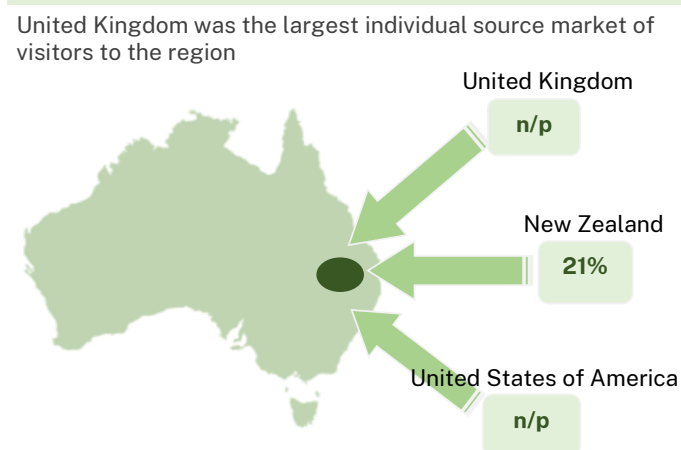 United Kingdom was the largest individual source market of
visitors to the region
United Kingdom
n/p
New Zealand
21%
United States of America
n/p